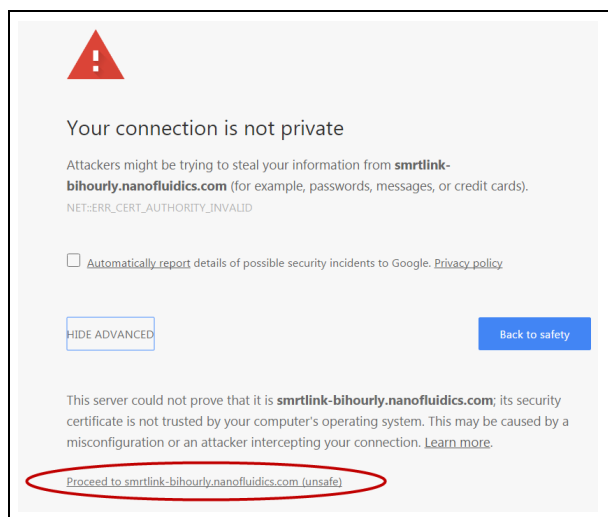 Your connection is not private
Attackers might be trying to steal your information from smrtlink-
bihourly.nanofluidics.com (for example, passwords, messages, or credit cards).
NET::ERR_CERT_AUTHORITY_INVALID
Automatically report details of possible security incidents to Google. Privacy policy
HIDE ADVANCED
Back to safety
This server could not prove that it is smrtlink-bihourly.nanofluidics.com; its security
certificate is not trusted by your computer's operating system. This may be caused by a
misconfiguration or an attacker intercepting your connection. Learn more.
Proceed to smrtlink-bihourly.nanofluidics.com (unsafe)